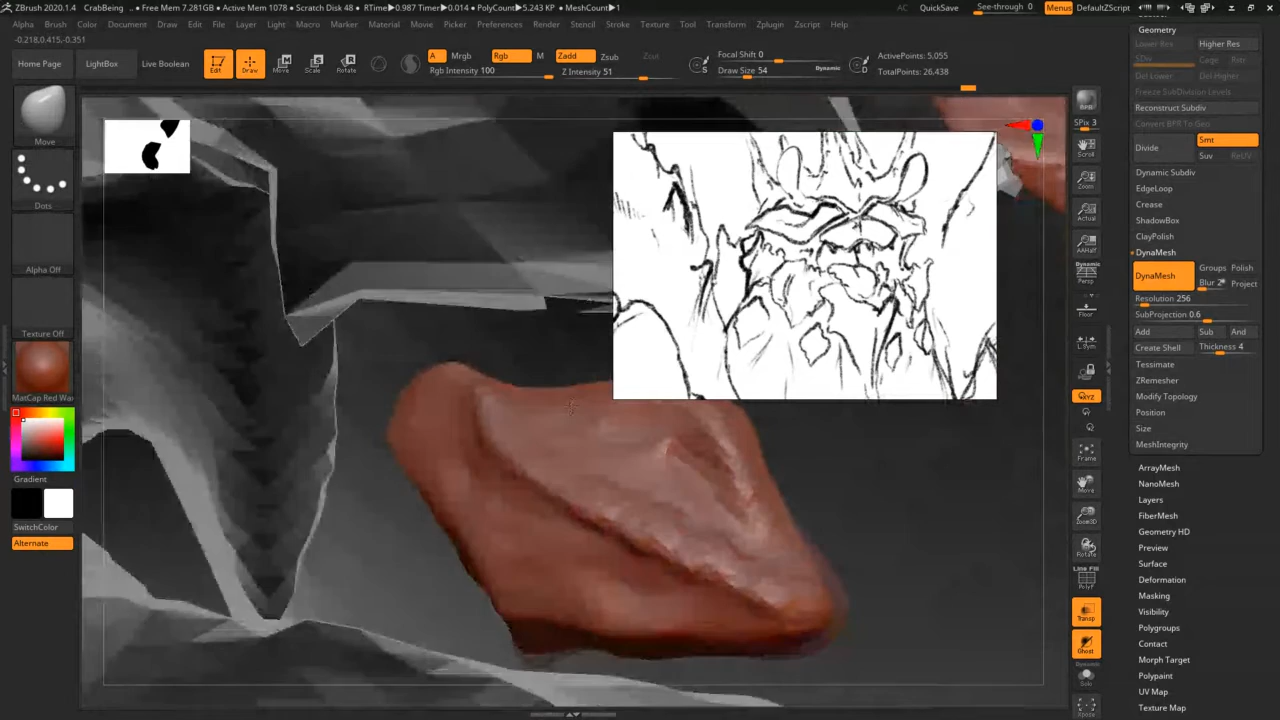 ZBrush 2020.1.4 CrabBeing .. • Free Mem 7.281GB • Active Mem 1078 • Scratch Disk 48 • RTime▶0.987 Timer▶0.014 • PolyCount▶5.243 KP • MeshCount▶1 AC QuickSave See-through 0 Menus DefaultZScript
Alpha Brush Color Document Draw Edit File Layer Light Macro Marker Material Movie Picker Preferences Render Stencil Stroke Texture Tool Transform Zplugin Zscript Help
-0.218,0.415,-0.351
Home Page LightBox Live Boolean Edit Draw Move Scale Rotate
A Mrgb Rgb M Zadd Zsub Zcut
Rgb Intensity 100 Z Intensity 51
Focal Shift 0
Draw Size 54 Dynamic
S
D
ActivePoints: 5,055
TotalPoints: 26,438
Move
Dots
Alpha Off
Texture Off
MatCap Red Wax
Gradient
SwitchColor
Alternate
BPR
SPix 3
Scroll
Zoom
Actual
AAHalf
Dynamic
Persp
Floor
L.Sym
XYZ
Frame
Move
Zoom3D
Rotate
Line Fill
PolyF
Transp
Ghost
Dynamic
Solo
Xpose
Geometry
Lower Res Higher Res
SDiv Cage Rstr
Del Lower Del Higher
Freeze SubDivision Levels
Reconstruct Subdiv
Convert BPR To Geo
Divide Smt
Suv ReUV
Dynamic Subdiv
EdgeLoop
Crease
ShadowBox
ClayPolish
DynaMesh
DynaMesh Groups Polish
Blur 2 Project
Resolution 256
SubProjection 0.6
Add Sub And
Create Shell Thickness 4
Tessimate
ZRemesher
Modify Topology
Position
Size
MeshIntegrity
ArrayMesh
NanoMesh
Layers
FiberMesh
Geometry HD
Preview
Surface
Deformation
Masking
Visibility
Polygroups
Contact
Morph Target
Polypaint
UV Map
Texture Map